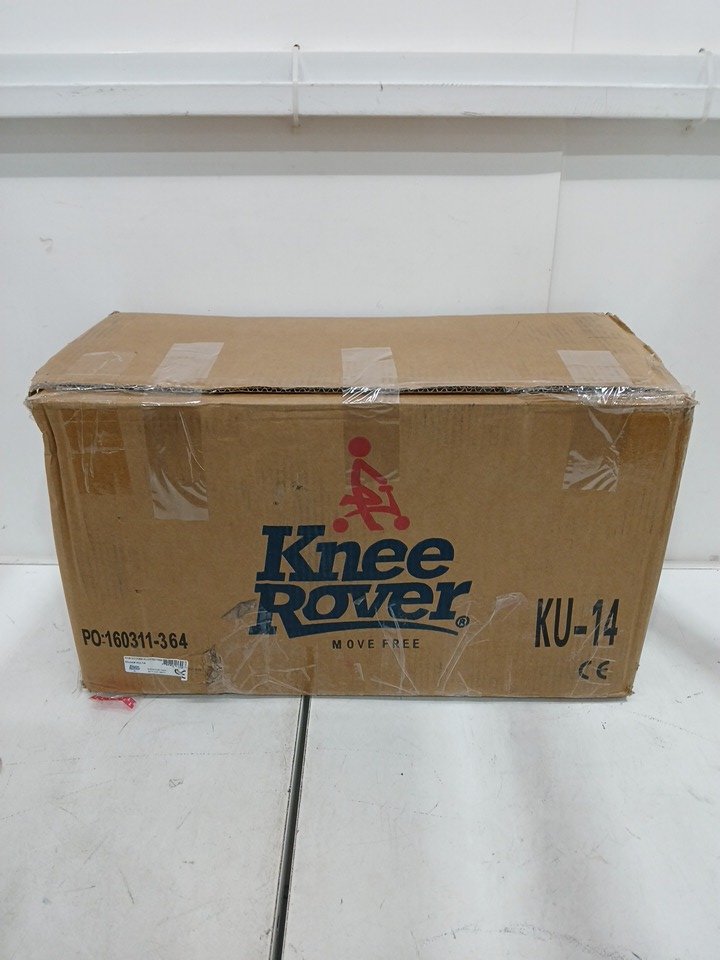 Knee
Rover®
MOVE FREE
PO:160311-364
KU-14
CE